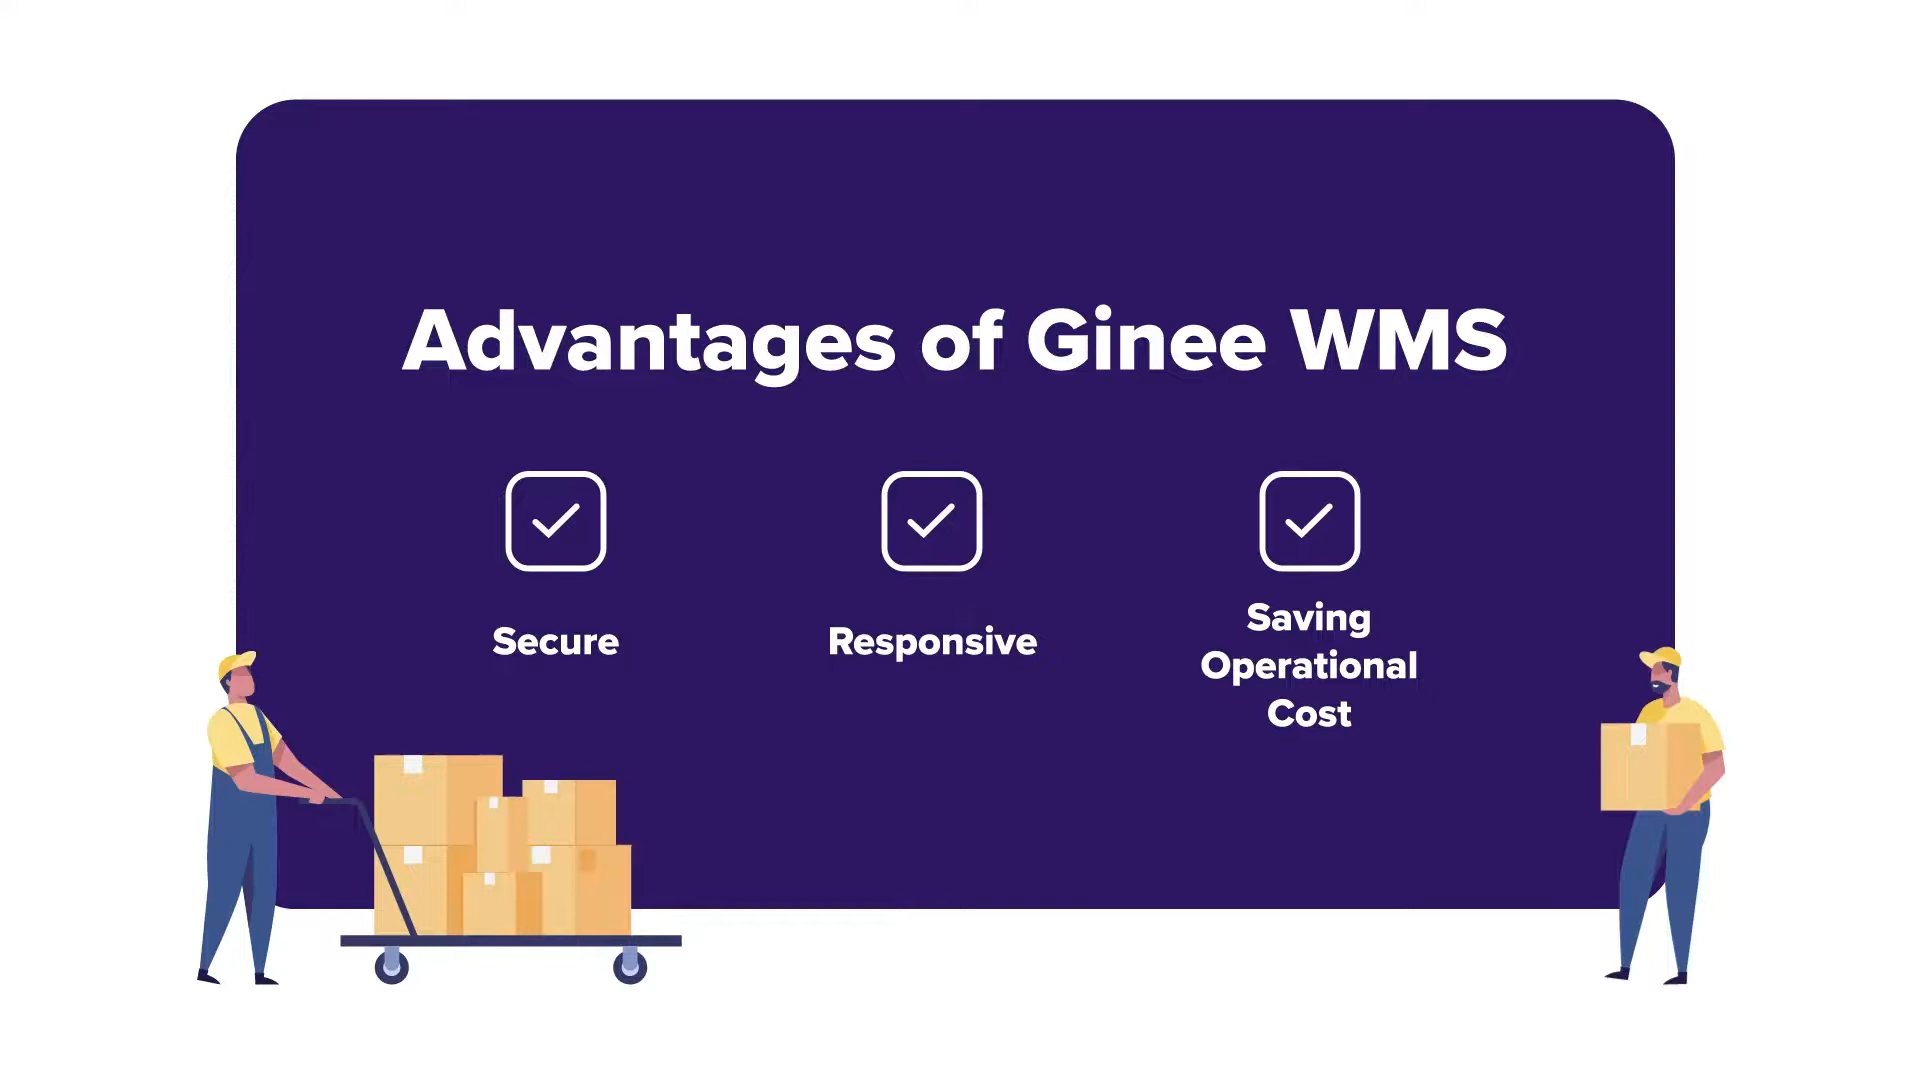 Advantages of Ginee WMS
Secure
Responsive
Saving
Operational
Cost